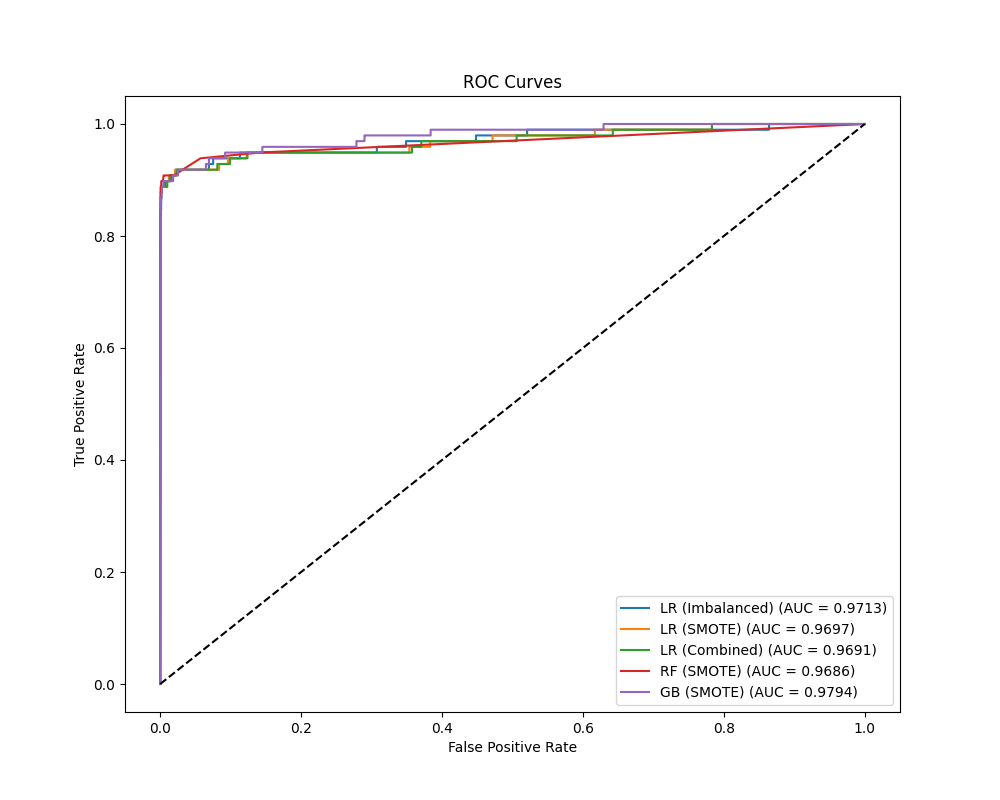 ROC Curves
True Positive Rate
1.0
0.8
0.6
0.4
0.2
0.0
0.0
0.2
0.4
0.6
0.8
1.0
False Positive Rate
LR (Imbalanced) (AUC = 0.9713)
LR (SMOTE) (AUC = 0.9697)
LR (Combined) (AUC = 0.9691)
RF (SMOTE) (AUC = 0.9686)
GB (SMOTE) (AUC = 0.9794)